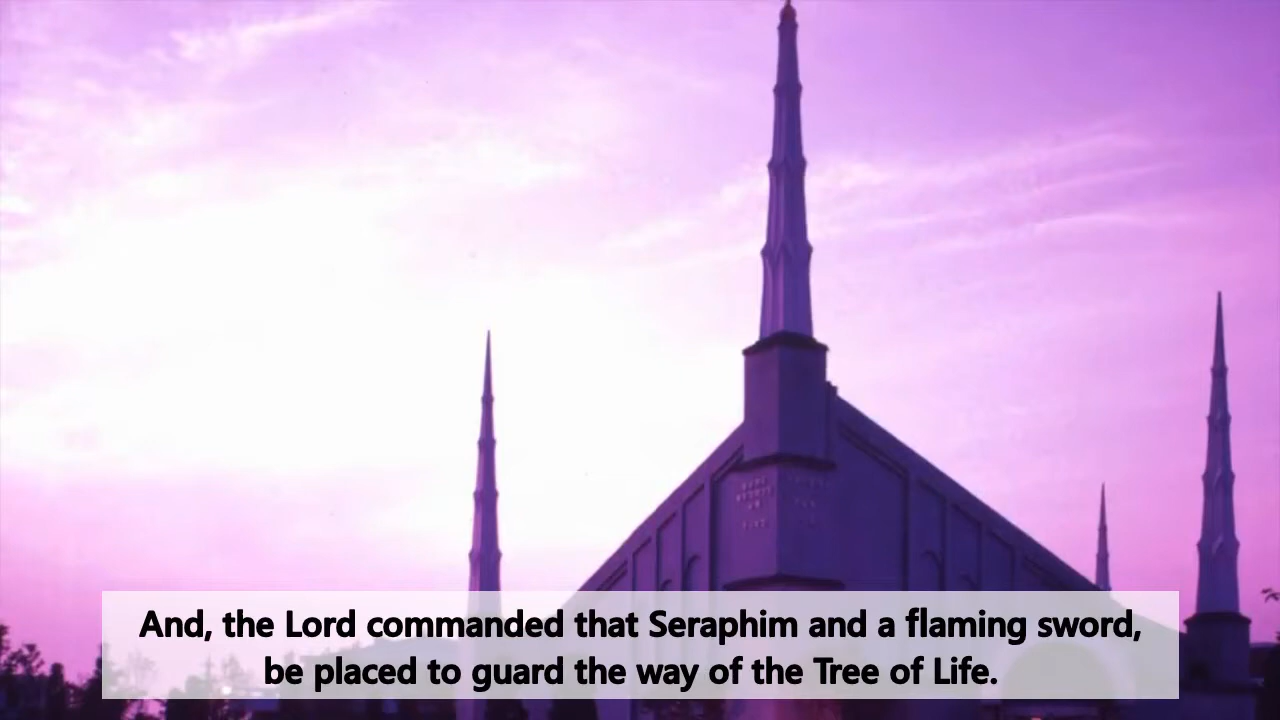 And, the Lord commanded that Seraphim and a flaming sword,
be placed to guard the way of the Tree of Life.